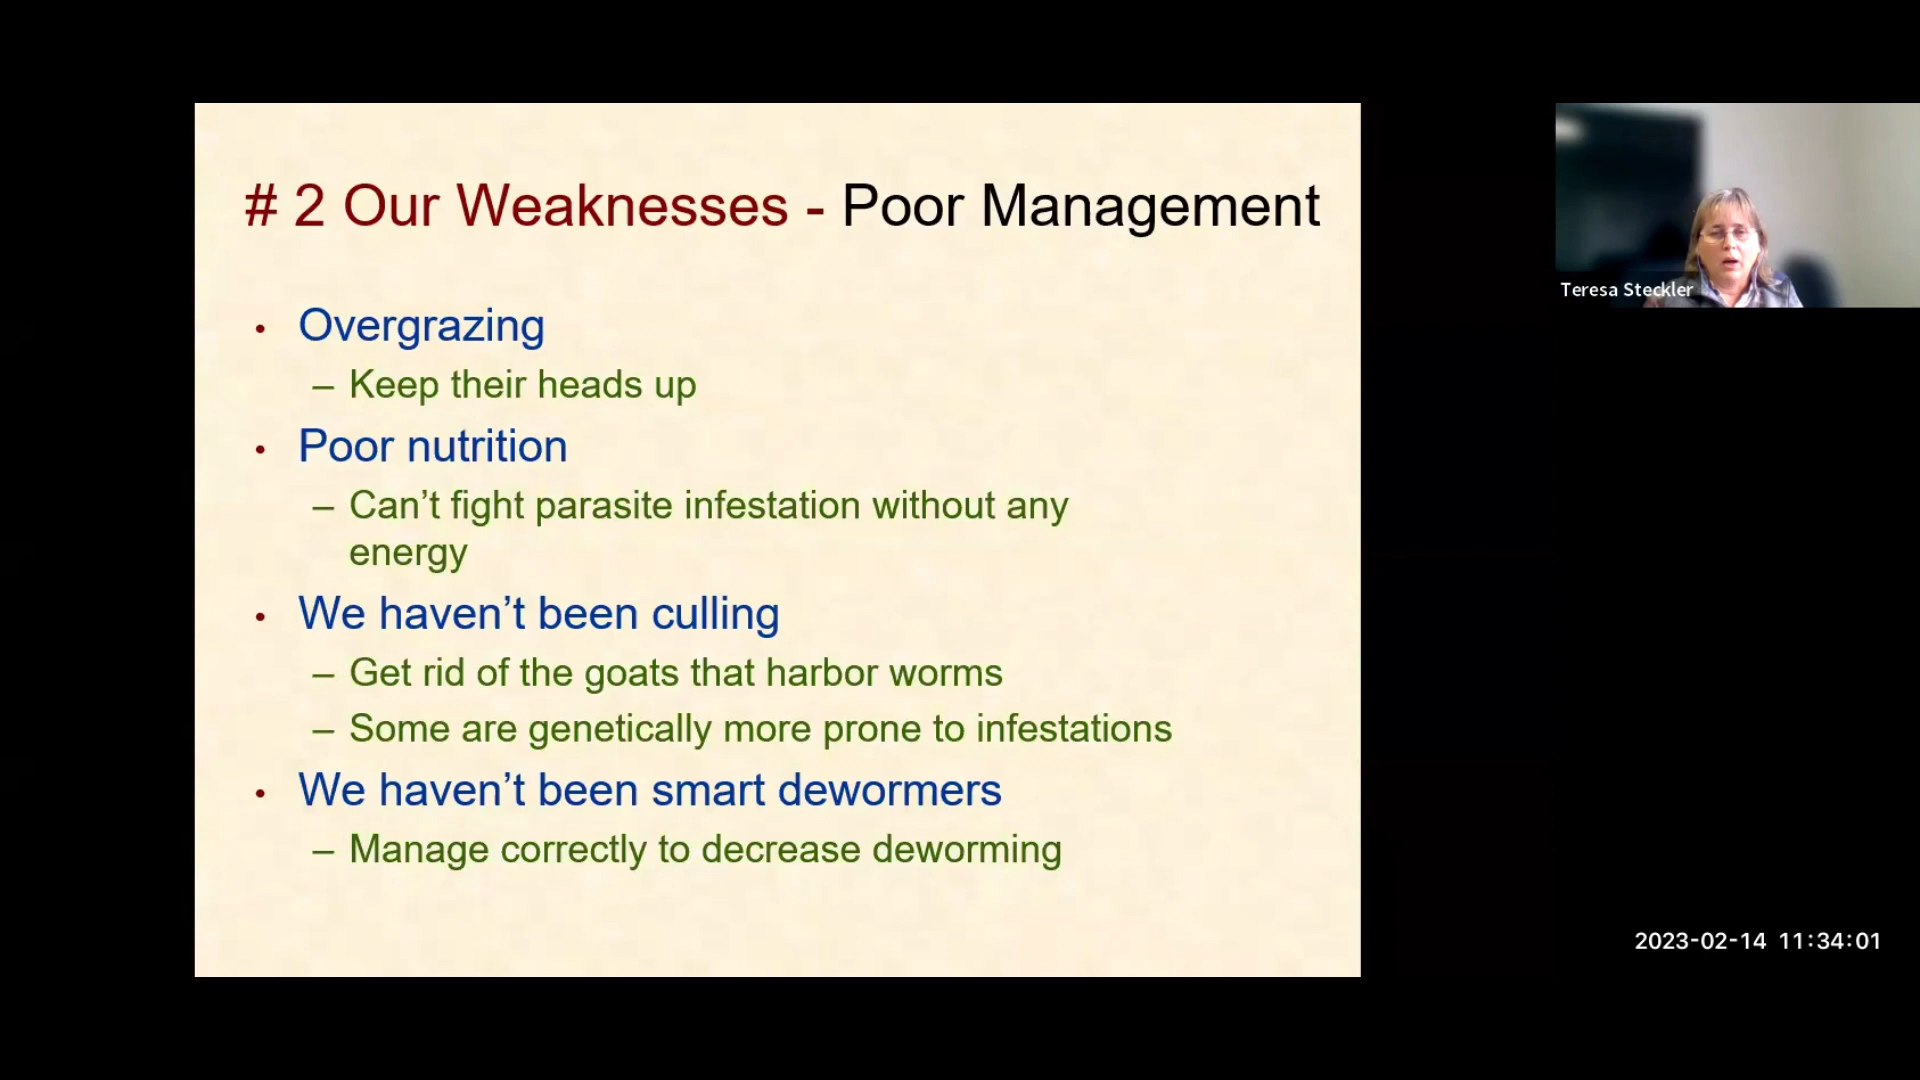 # 2 Our Weaknesses - Poor Management
• Overgrazing
– Keep their heads up
• Poor nutrition
– Can’t fight parasite infestation without any
energy
• We haven’t been culling
– Get rid of the goats that harbor worms
– Some are genetically more prone to infestations
• We haven’t been smart dewormers
– Manage correctly to decrease deworming
Teresa Steckler
2023-02-14 11:34:01